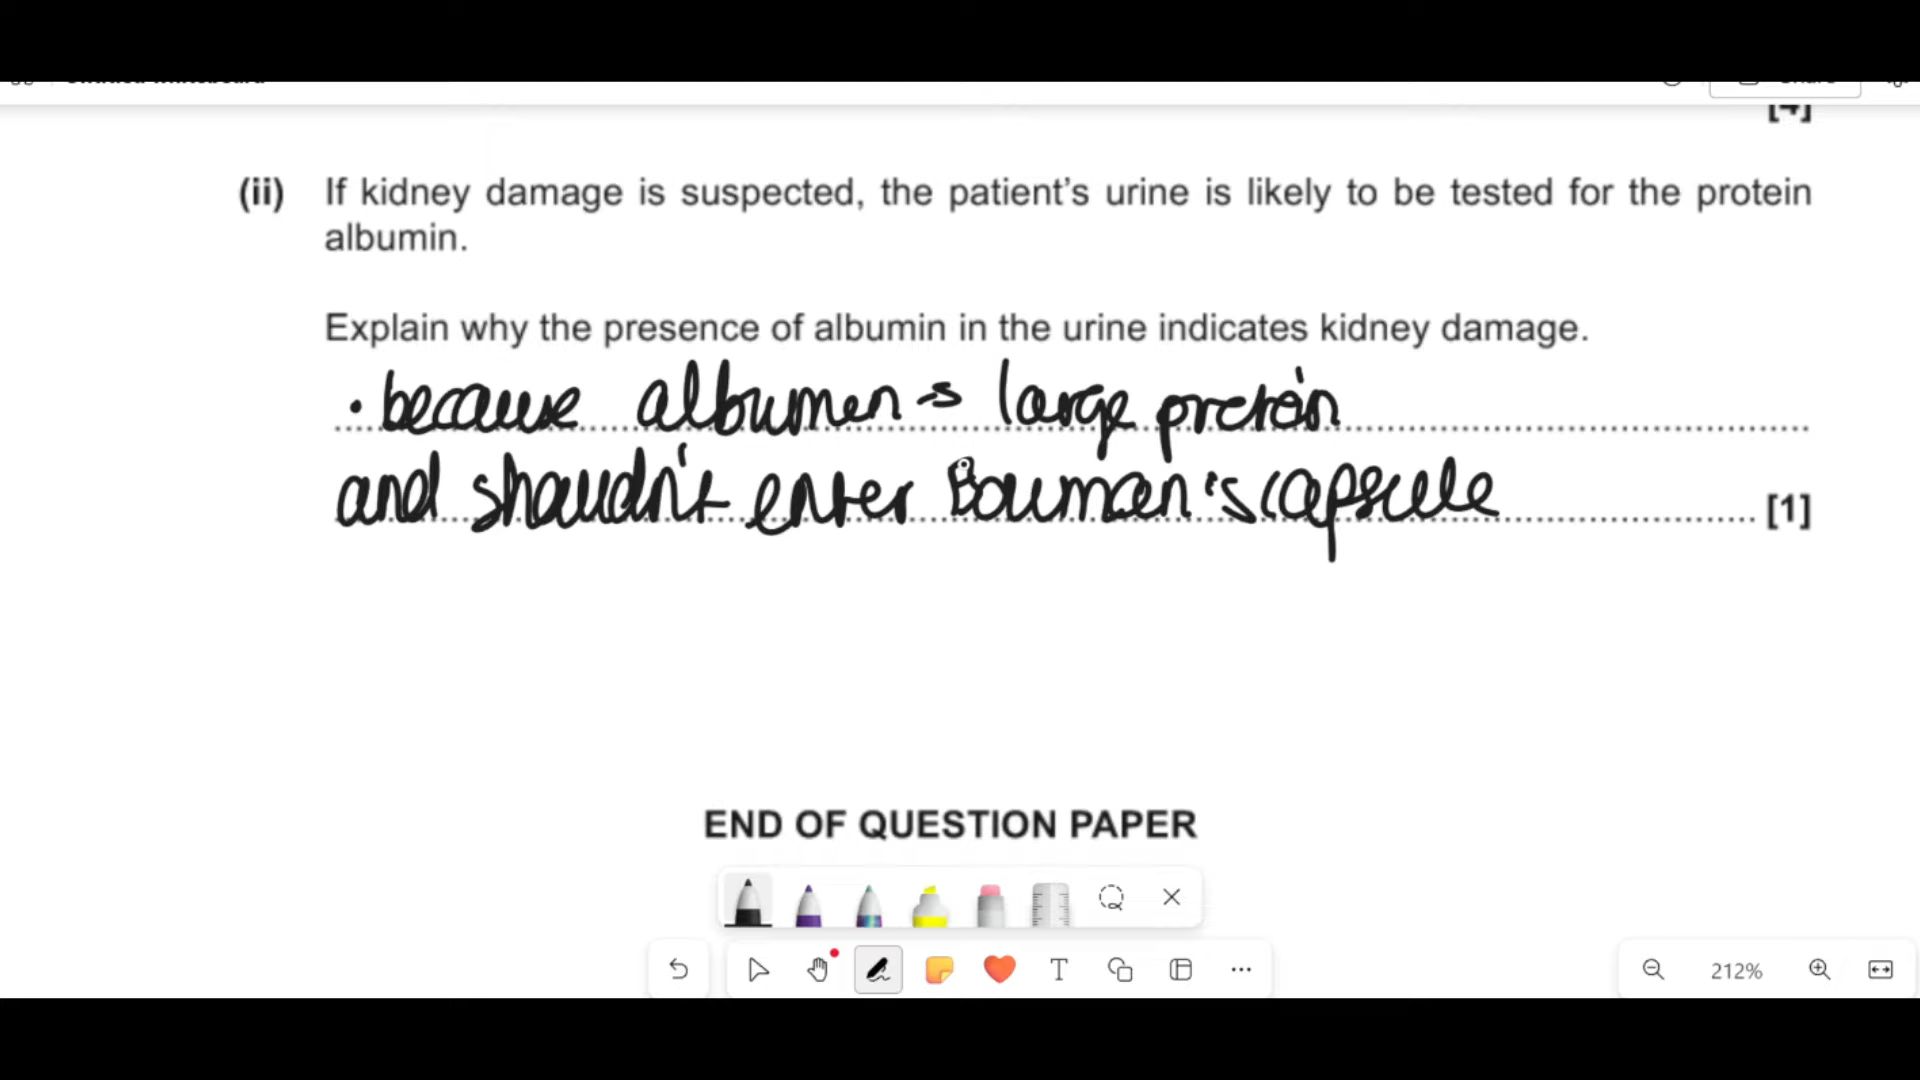 [4]
(ii) If kidney damage is suspected, the patient's urine is likely to be tested for the protein
albumin.
Explain why the presence of albumin in the urine indicates kidney damage.
· because albumen → large protein
and shouldn't enter Bowman's capsule [1]
END OF QUESTION PAPER
212%